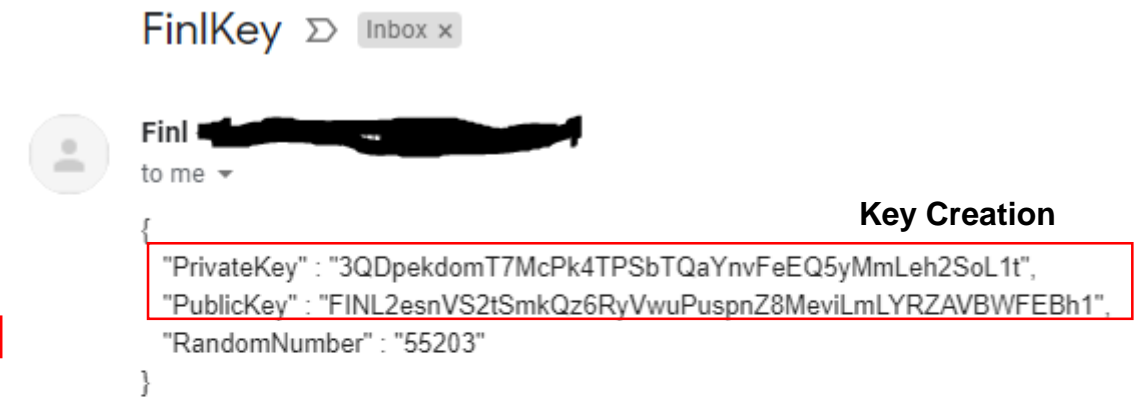 FinlKey Inbox x
Finl
to me
Key Creation
{
"PrivateKey" : "3QDpekdomT7McPk4TPSbTQaYnvFeEQ5yMmLeh2SoL1t",
"PublicKey" : "FINL2esnVS2tSmkQz6RyVwuPuspnZ8MeviLmLYRZAVBWFEBh1",
"RandomNumber" : "55203"
}